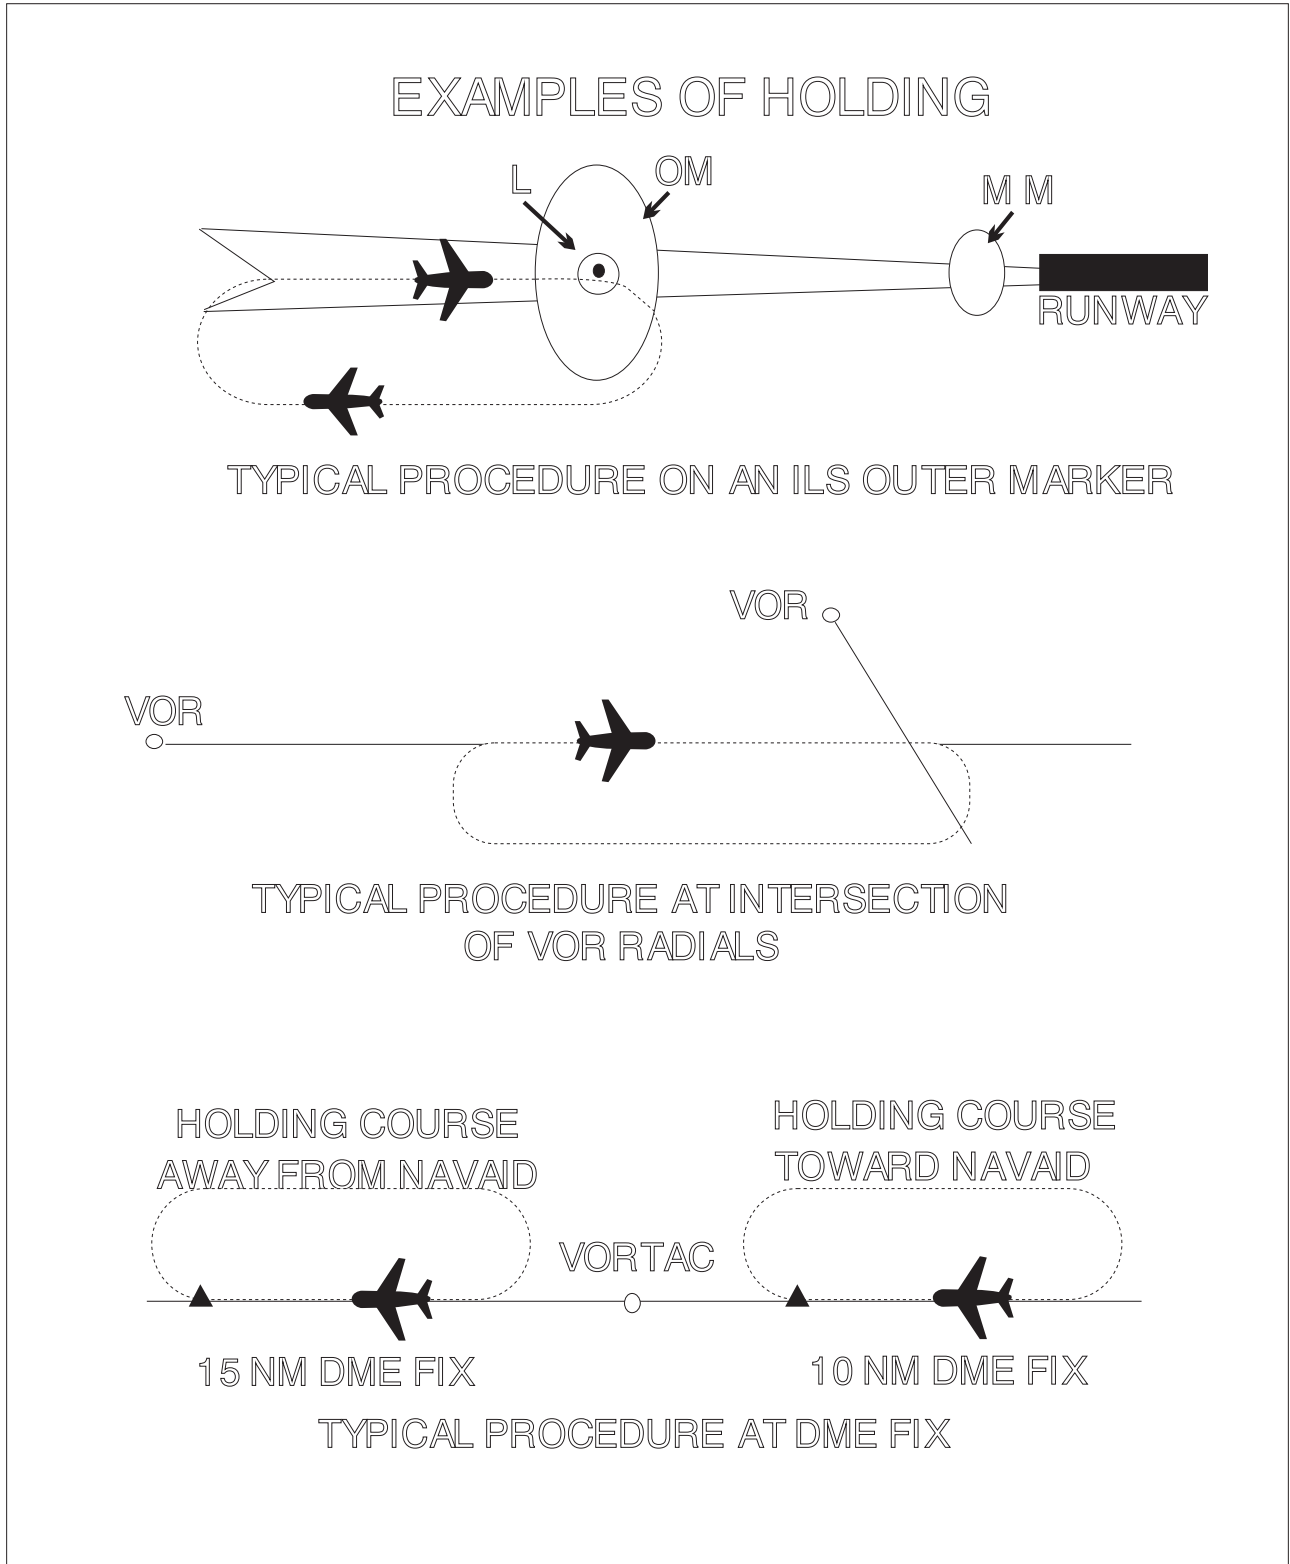 EXAMPLES OF HOLDING
L
OM
M M
RUNWAY
TYPICAL PROCEDURE ON AN ILS OUTER MARKER
VOR
VOR
TYPICAL PROCEDURE AT INTERSECTION
OF VOR RADIALS
HOLDING COURSE
AWAY FROM NAVAID
HOLDING COURSE
TOWARD NAVAID
VORTAC
15 NM DME FIX
10 NM DME FIX
TYPICAL PROCEDURE AT DME FIX